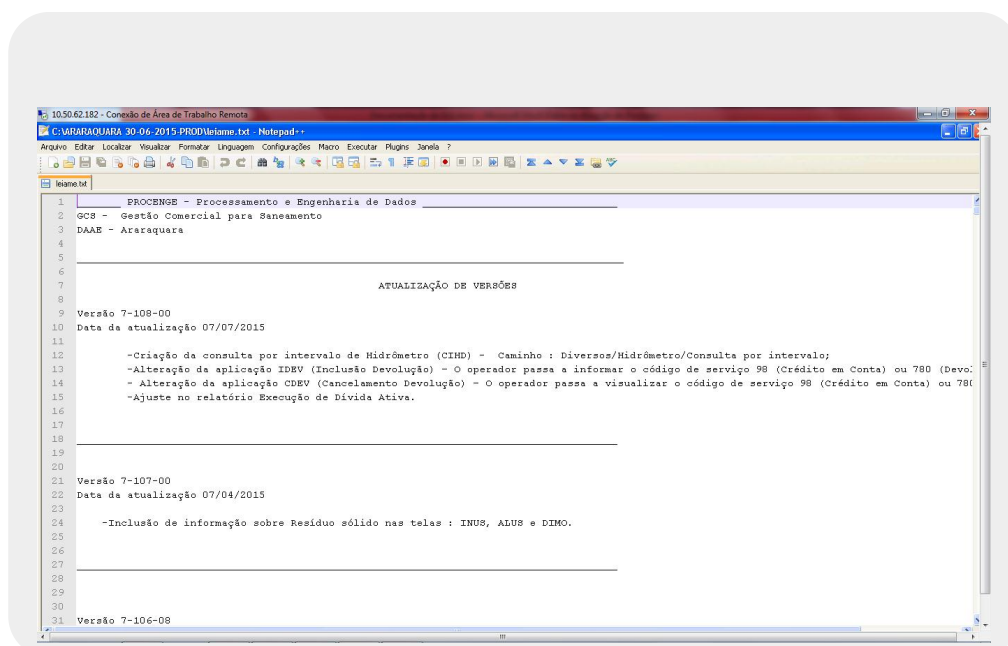 10.50.62.182 - Conexão de Área de Trabalho Remota
C:\ARARAQUARA 30-06-2015-PROD\leiame.txt - Notepad++
Arquivo Editar Localizar Visualizar Formatar Linguagem Configurações Macro Executar Plugins Janela ?
leiame.txt
1 ______ PROCENGE - Processamento e Engenharia de Dados ______
2 GCS - Gestão Comercial para Saneamento
3 DAAE - Araraquara
4
5
6
7 ATUALIZAÇÃO DE VERSÕES
8
9 Versão 7-108-00
10 Data da atualização 07/07/2015
11
12 -Criação da consulta por intervalo de Hidrômetro (CIHD) - Caminho : Diversos/Hidrômetro/Consulta por intervalo;
13 -Alteração da aplicação IDEV (Inclusão Devolução) - O operador passa a informar o código de serviço 98 (Crédito em Conta) ou 780 (Devol
14 - Alteração da aplicação CDEV (Cancelamento Devolução) - O operador passa a visualizar o código de serviço 98 (Crédito em Conta) ou 780
15 -Ajuste no relatório Execução de Dívida Ativa.
16
17
18
19
20
21 Versão 7-107-00
22 Data da atualização 07/04/2015
23
24 -Inclusão de informação sobre Resíduo sólido nas telas : INUS, ALUS e DIMO.
25
26
27
28
29
30
31 Versão 7-106-08